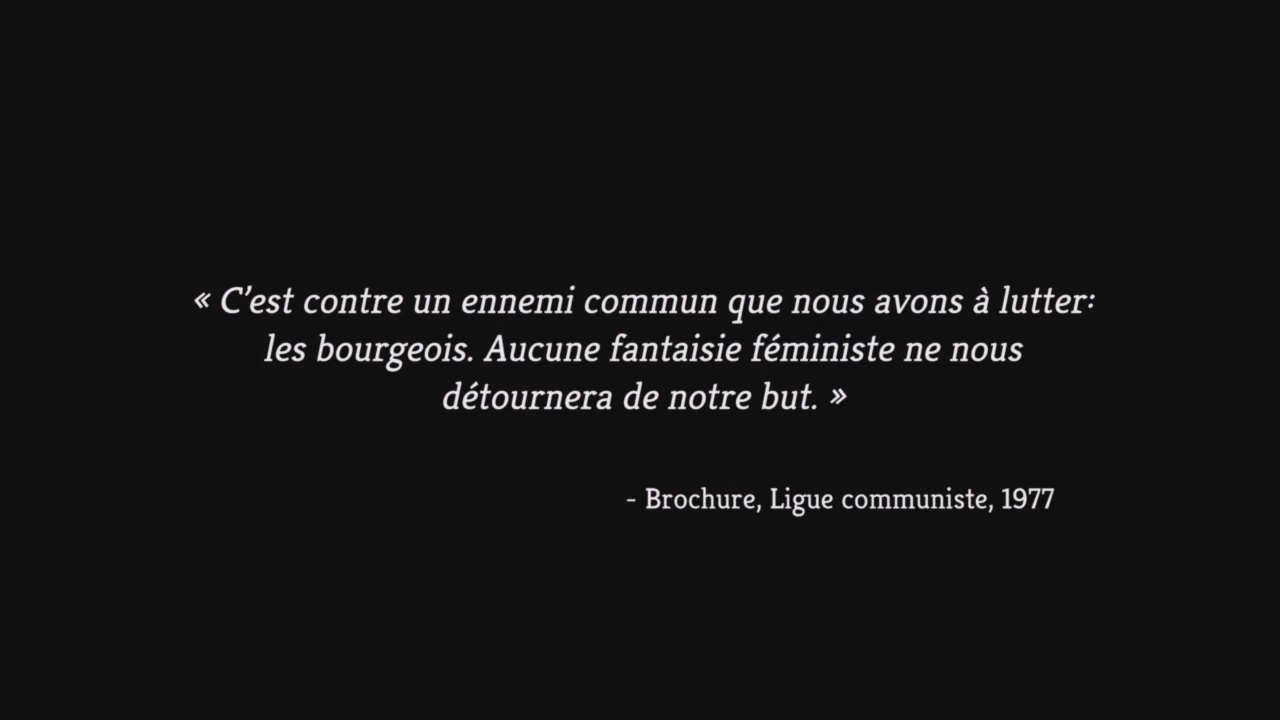 « C’est contre un ennemi commun que nous avons à lutter:
les bourgeois. Aucune fantaisie féministe ne nous
détournera de notre but. »
- Brochure, Ligue communiste, 1977